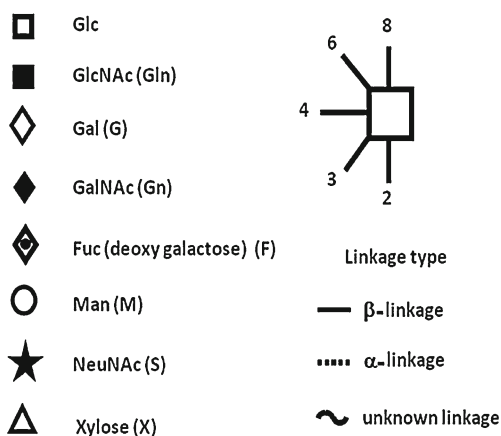 Glc
GlcNAc (Gln)
Gal (G)
GalNAc (Gn)
Fuc (deoxy galactose) (F)
Man (M)
NeuNAc (S)
Xylose (X)
8
6
4
3
2
Linkage type
β-linkage
α-linkage
unknown linkage